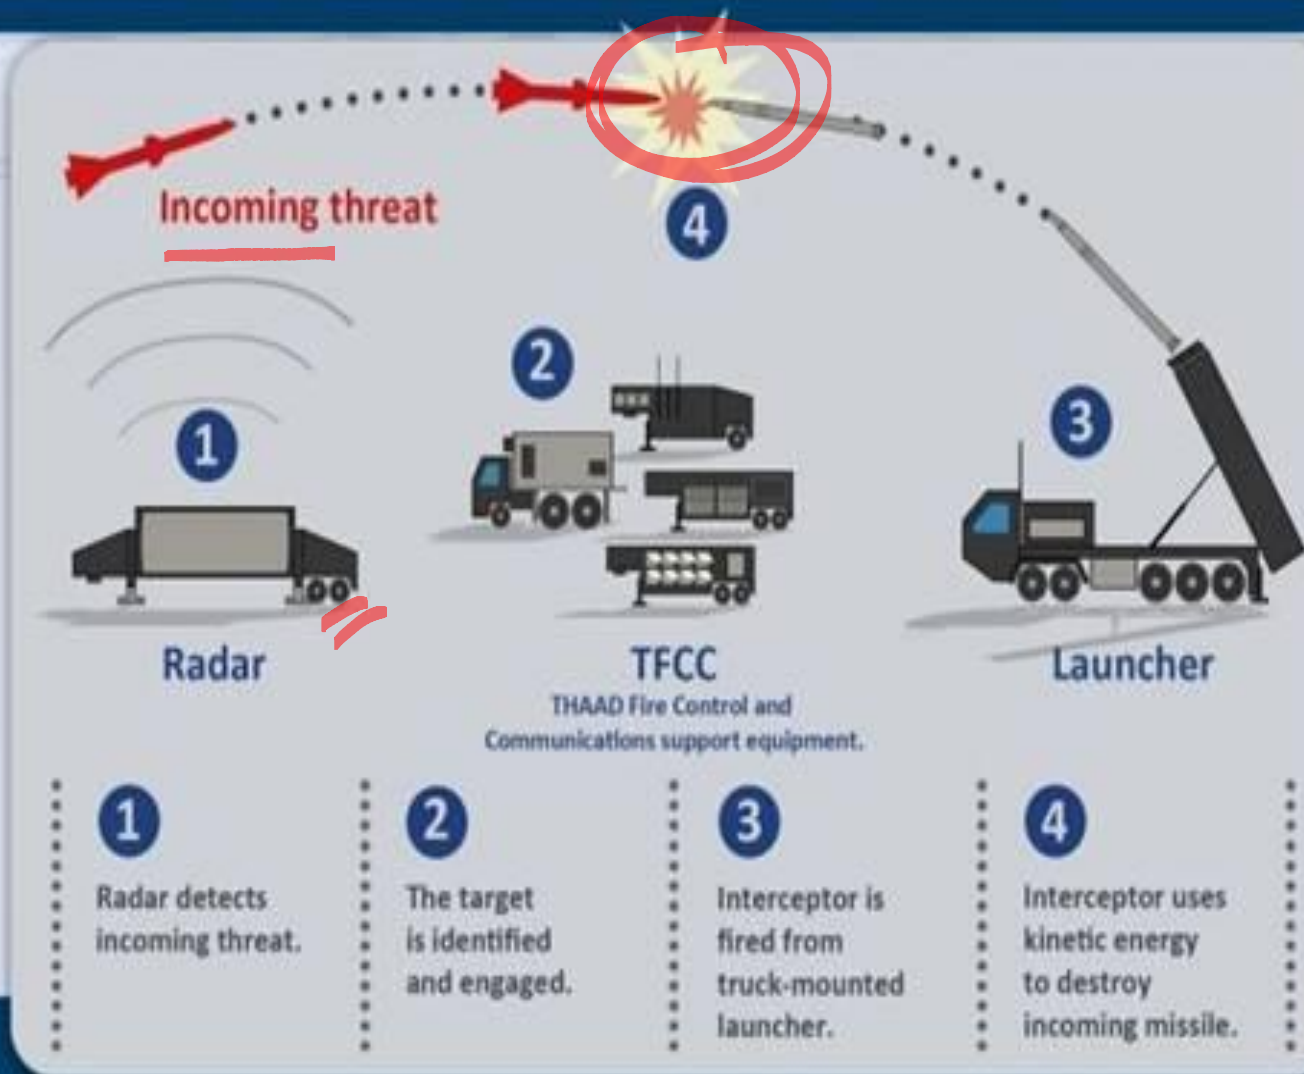 Incoming threat
4
2
1
3
Radar
TFCC
THAAD Fire Control and
Communications support equipment.
Launcher
1
Radar detects
incoming threat.
2
The target
is identified
and engaged.
3
Interceptor is
fired from
truck-mounted
launcher.
4
Interceptor uses
kinetic energy
to destroy
incoming missile.